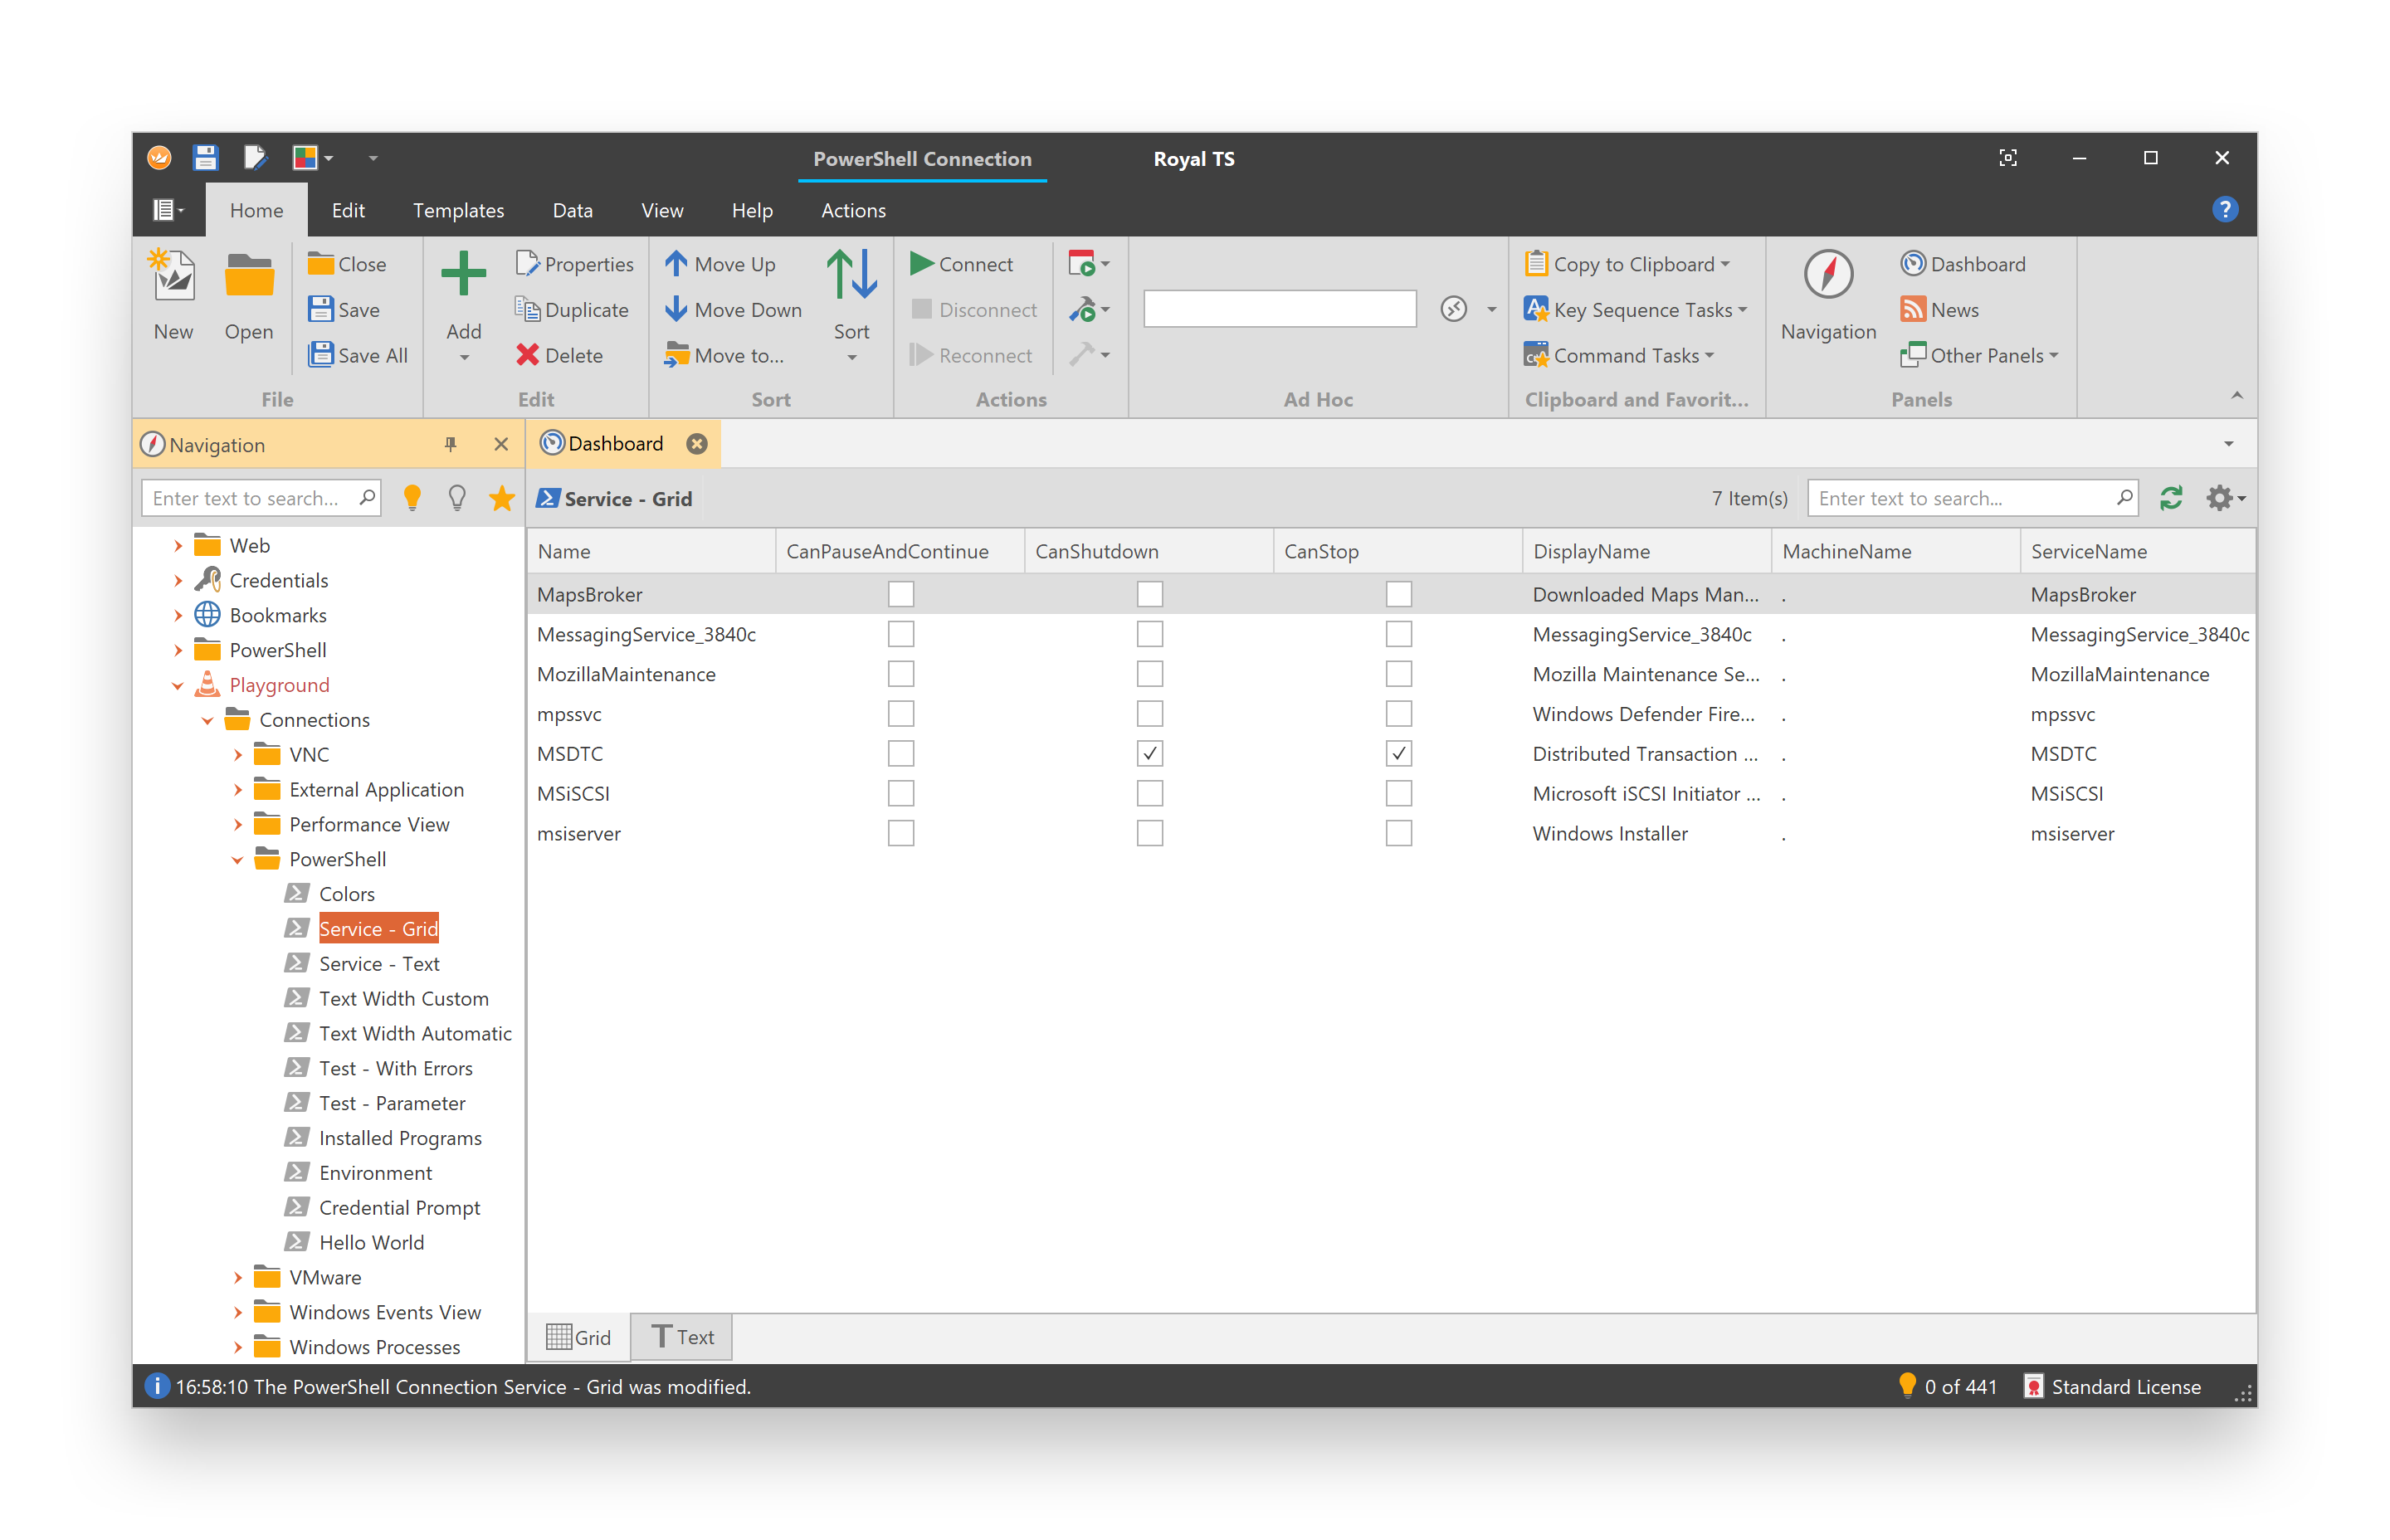 PowerShell Connection
Royal TS
Home
Edit
Templates
Data
View
Help
Actions
?
New
Open
Close
Save
Save All
File
Add
Properties
Duplicate
Delete
Edit
Move Up
Move Down
Move to...
Sort
Sort
Connect
Disconnect
Reconnect
Actions
Ad Hoc
Copy to Clipboard
Key Sequence Tasks
Command Tasks
Clipboard and Favorit...
Navigation
Dashboard
News
Other Panels
Panels
Navigation
Enter text to search...
Web
Credentials
Bookmarks
PowerShell
Playground
Connections
VNC
External Application
Performance View
PowerShell
Colors
Service - Grid
Service - Text
Text Width Custom
Text Width Automatic
Test - With Errors
Test - Parameter
Installed Programs
Environment
Credential Prompt
Hello World
VMware
Windows Events View
Windows Processes
Dashboard
Service - Grid
7 Item(s)
Enter text to search...
Name CanPauseAndContinue CanShutdown CanStop DisplayName MachineName ServiceName
MapsBroker Downloaded Maps Man... . MapsBroker
MessagingService_3840c MessagingService_3840c . MessagingService_3840c
MozillaMaintenance Mozilla Maintenance Se... . MozillaMaintenance
mpssvc Windows Defender Fire... . mpssvc
MSDTC Distributed Transaction ... . MSDTC
MSiSCSI Microsoft iSCSI Initiator ... . MSiSCSI
msiserver Windows Installer . msiserver
Grid
Text
16:58:10 The PowerShell Connection Service - Grid was modified.
0 of 441
Standard License